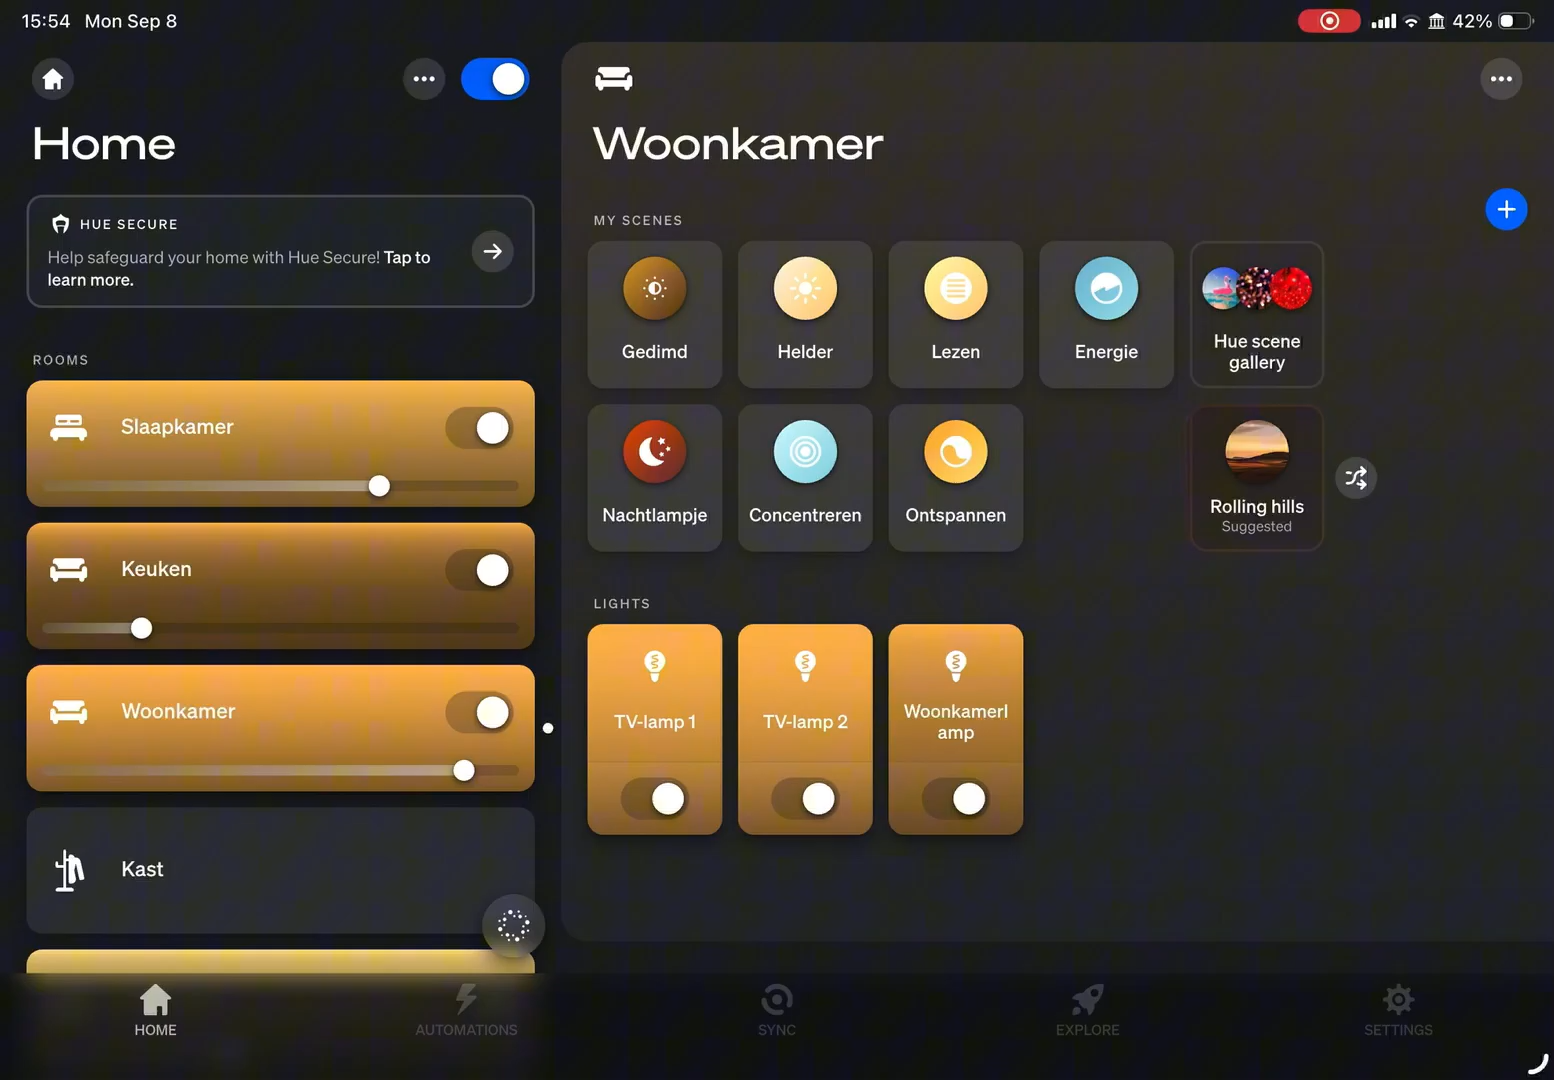 15:54 Mon Sep 8
42%
Home
HUE SECURE
Help safeguard your home with Hue Secure! Tap to
learn more.
ROOMS
Slaapkamer
Keuken
Woonkamer
Kast
Woonkamer
MY SCENES
Gedimd
Helder
Lezen
Energie
Hue scene
gallery
Nachtlampje
Concentreren
Ontspannen
Rolling hills
Suggested
LIGHTS
TV-lamp 1
TV-lamp 2
Woonkamerl
amp
HOME
AUTOMATIONS
SYNC
EXPLORE
SETTINGS